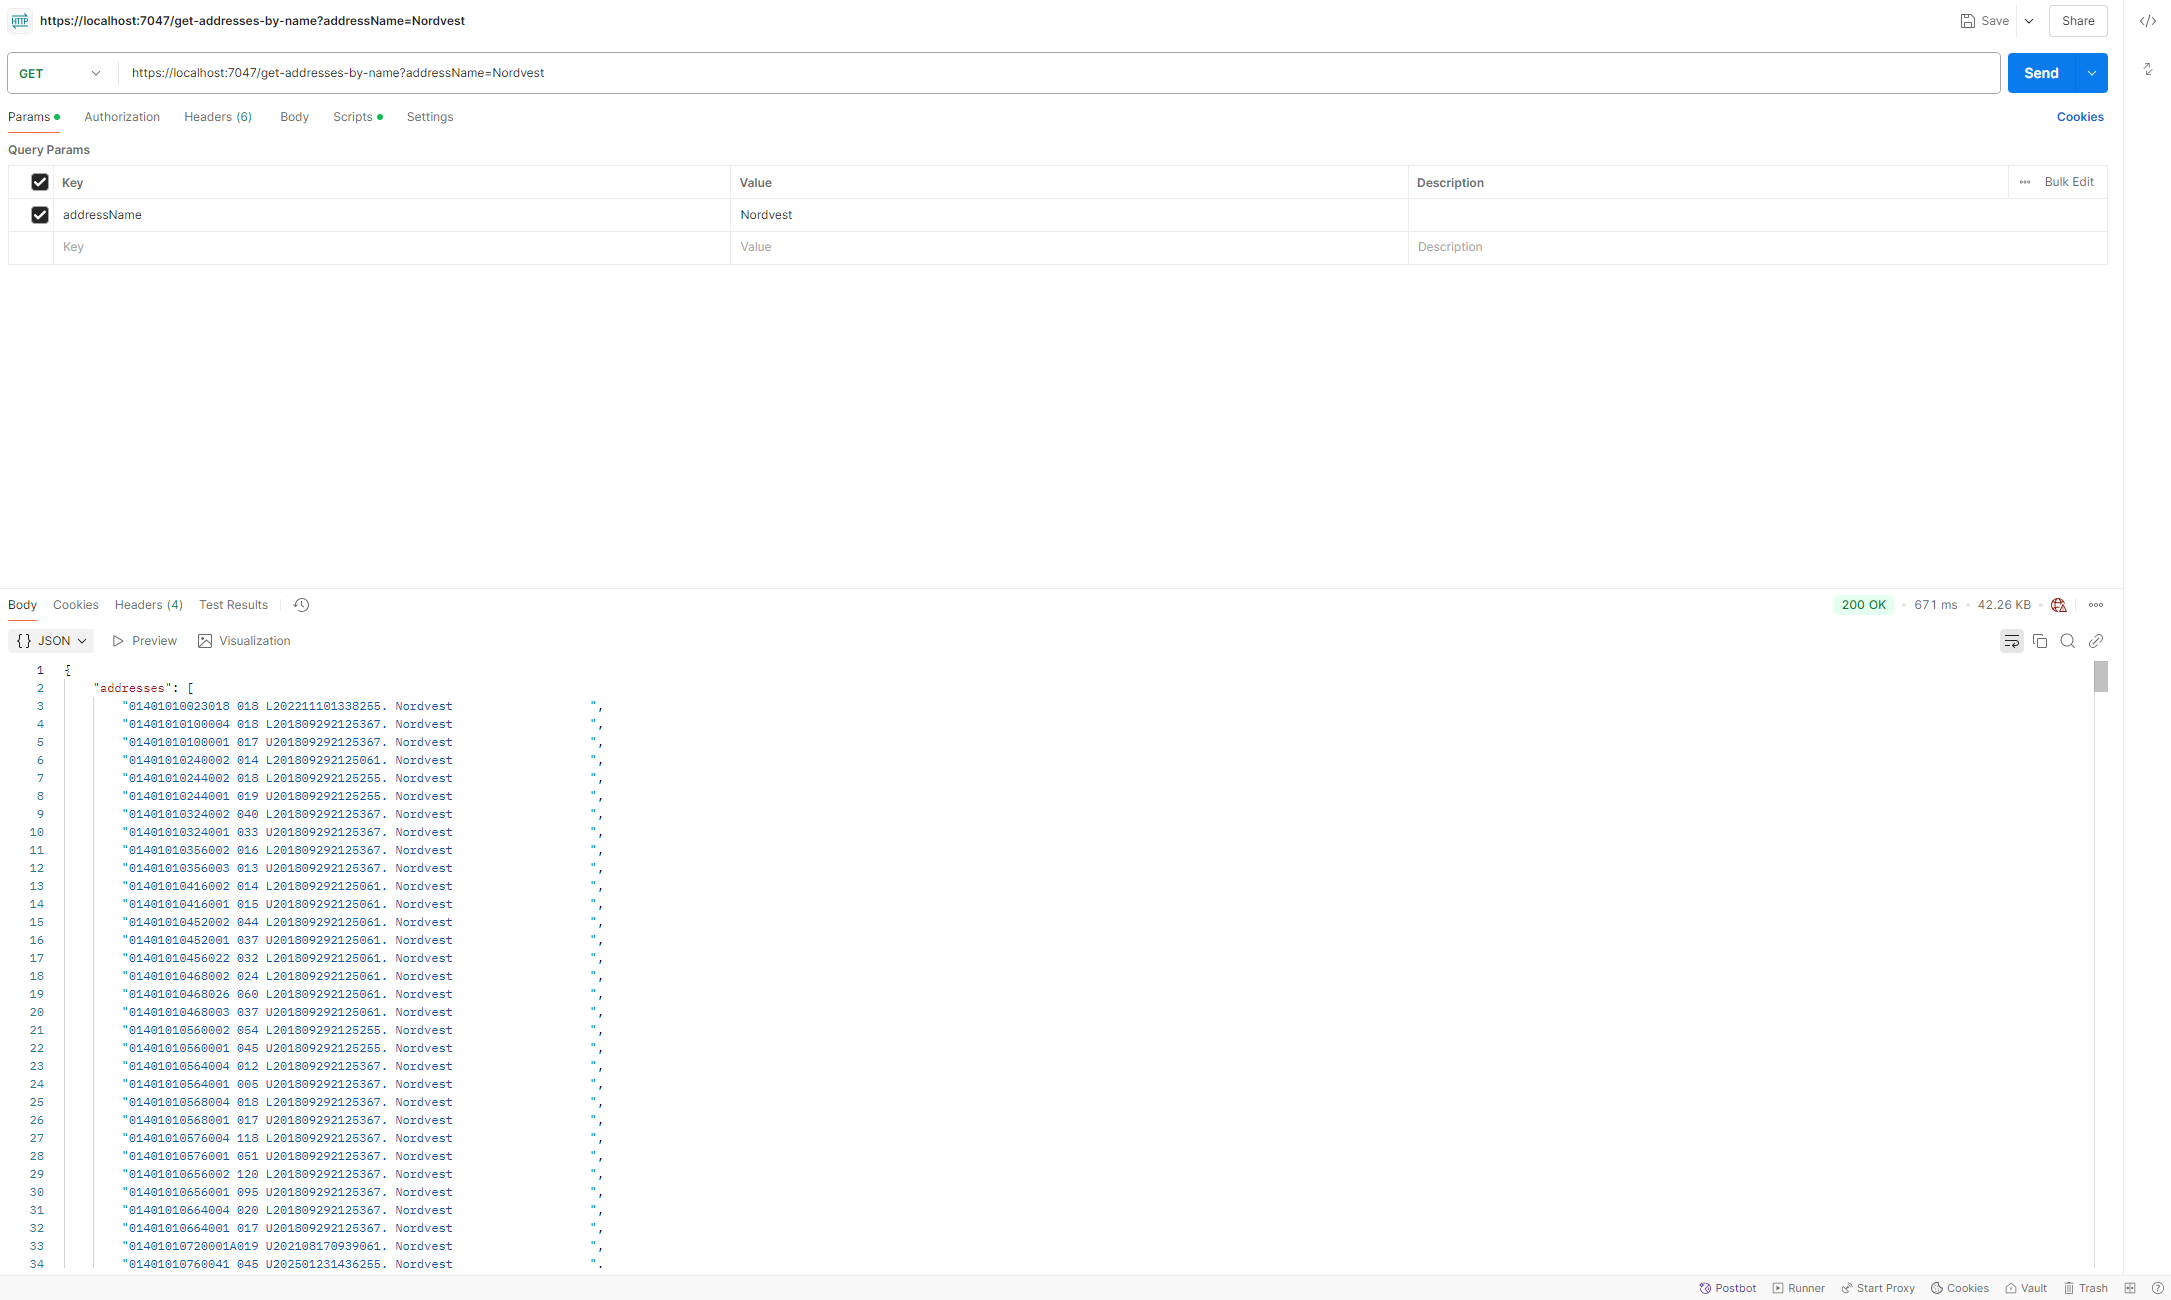 HTTP https://localhost:7047/get-addresses-by-name?addressName=Nordvest Save Share
GET https://localhost:7047/get-addresses-by-name?addressName=Nordvest Send
Params Authorization Headers (6) Body Scripts Settings Cookies
Query Params
Key Value Description Bulk Edit
addressName Nordvest
Key Value Description
Body Cookies Headers (4) Test Results 200 OK 671 ms 42.26 KB
{} JSON Preview Visualization
1 {
2 "addresses": [
3 "01401010023018 018 L202211101338255. Nordvest                   ",
4 "01401010100004 018 L201809292125367. Nordvest                   ",
5 "01401010100001 017 U201809292125367. Nordvest                   ",
6 "01401010240002 014 L201809292125061. Nordvest                   ",
7 "01401010244002 018 L201809292125255. Nordvest                   ",
8 "01401010244001 019 U201809292125255. Nordvest                   ",
9 "01401010324002 040 L201809292125367. Nordvest                   ",
10 "01401010324001 033 U201809292125367. Nordvest                   ",
11 "01401010356002 016 L201809292125367. Nordvest                   ",
12 "01401010356003 013 U201809292125367. Nordvest                   ",
13 "01401010416002 014 L201809292125061. Nordvest                   ",
14 "01401010416001 015 U201809292125061. Nordvest                   ",
15 "01401010452002 044 L201809292125061. Nordvest                   ",
16 "01401010452001 037 U201809292125061. Nordvest                   ",
17 "01401010456022 032 L201809292125061. Nordvest                   ",
18 "01401010468002 024 L201809292125061. Nordvest                   ",
19 "01401010468026 060 L201809292125061. Nordvest                   ",
20 "01401010468003 037 U201809292125061. Nordvest                   ",
21 "01401010560002 054 L201809292125255. Nordvest                   ",
22 "01401010560001 045 U201809292125255. Nordvest                   ",
23 "01401010564004 012 L201809292125367. Nordvest                   ",
24 "01401010564001 005 U201809292125367. Nordvest                   ",
25 "01401010568004 018 L201809292125367. Nordvest                   ",
26 "01401010568001 017 U201809292125367. Nordvest                   ",
27 "01401010576004 118 L201809292125367. Nordvest                   ",
28 "01401010576001 051 U201809292125367. Nordvest                   ",
29 "01401010656002 120 L201809292125367. Nordvest                   ",
30 "01401010656001 095 U201809292125367. Nordvest                   ",
31 "01401010664004 020 L201809292125367. Nordvest                   ",
32 "01401010664001 017 U201809292125367. Nordvest                   ",
33 "01401010720001A019 U202108170939061. Nordvest                   ",
34 "01401010760041 045 U202501231436255. Nordvest                   ",
Postbot Runner Start Proxy Cookies Vault Trash